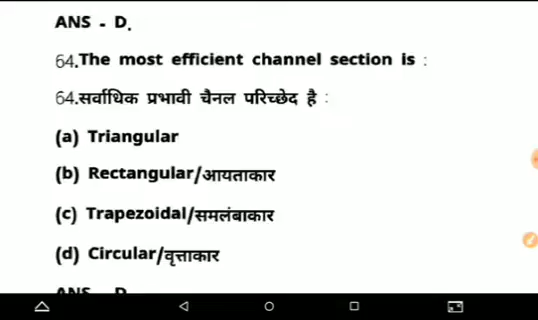 ANS - D.
64.The most efficient channel section is :
64.सर्वाधिक प्रभावी चैनल परिच्छेद है :
(a) Triangular
(b) Rectangular/आयताकार
(c) Trapezoidal/समलंबाकार
(d) Circular/वृत्ताकार
ANS - D.